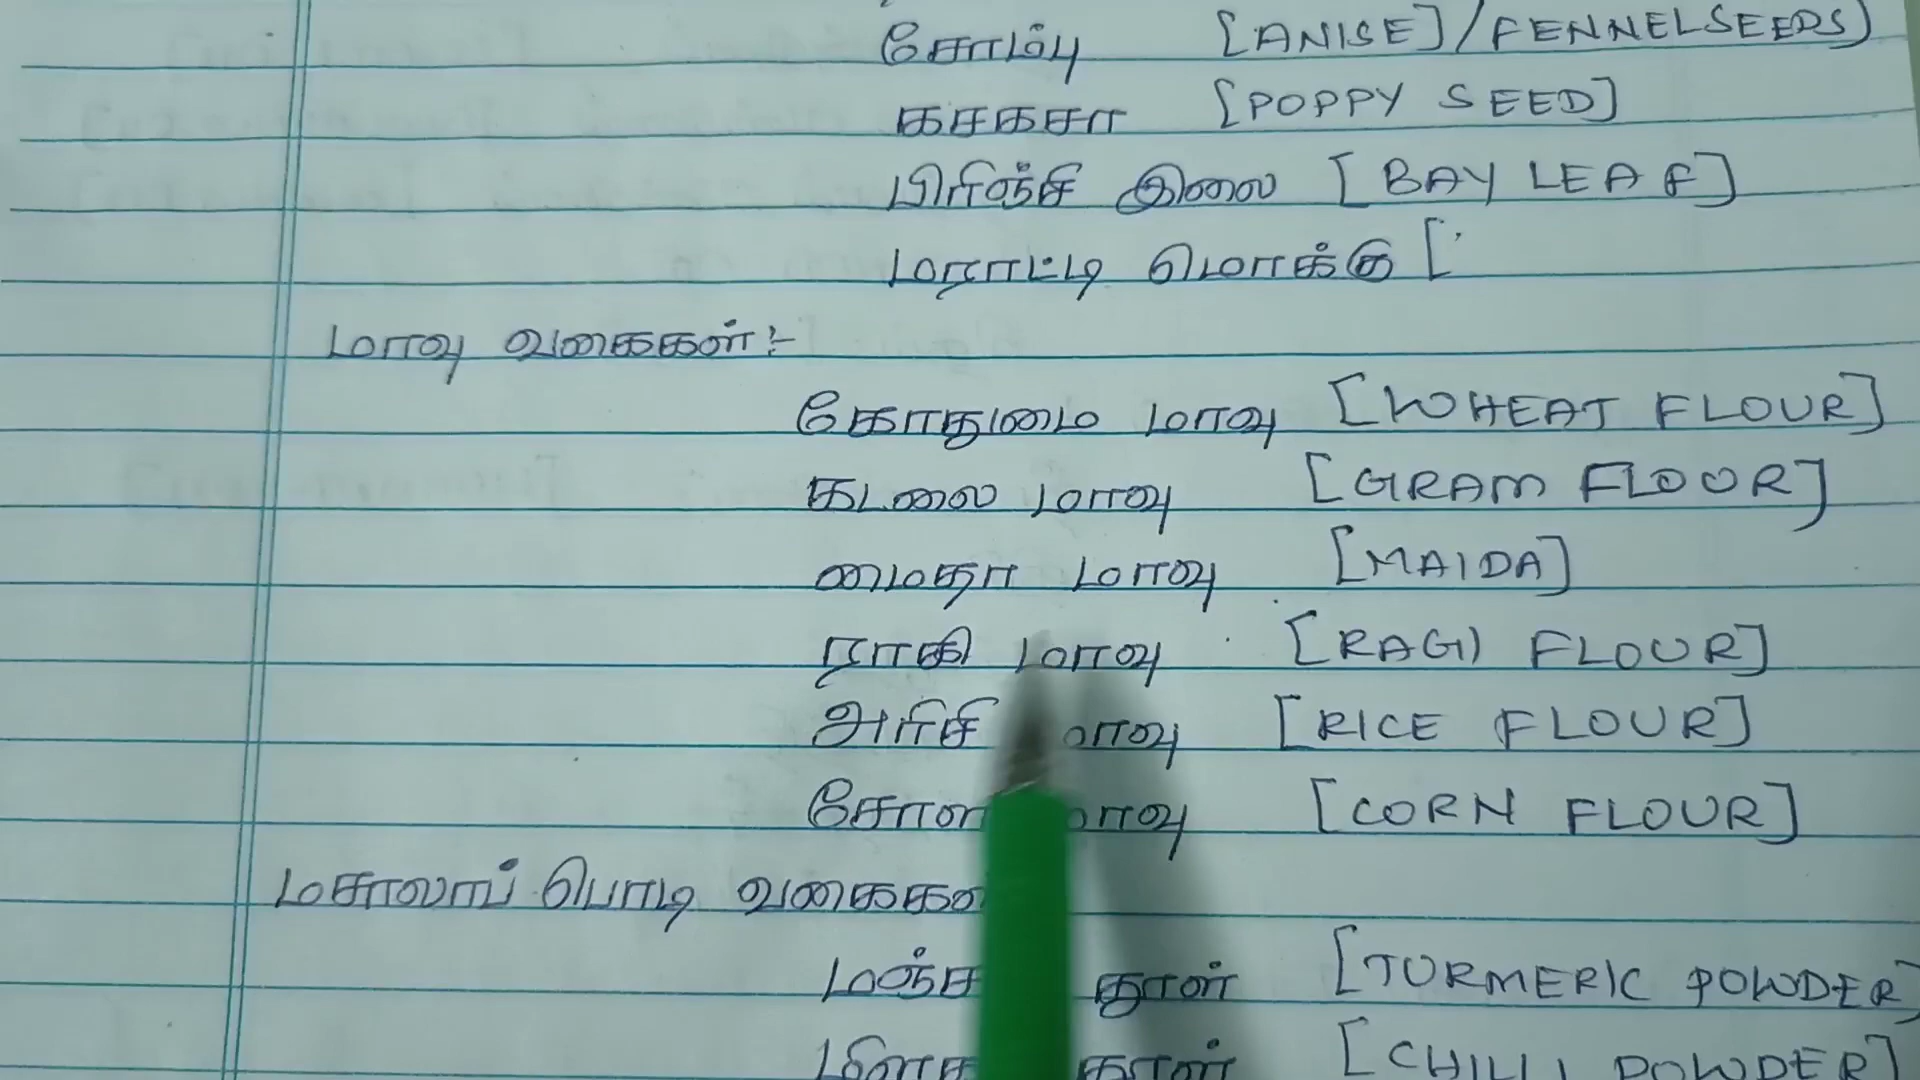 சோம்பு [ANISE]/FENNELSEEDS)
கசகசா [POPPY SEED]
பிரிஞ்சி இலை [BAY LEAF]
மராட்டி மொக்கு [
மாவு வகைகள்:-
கோதுமை மாவு [WHEAT FLOUR]
கடலை மாவு [GRAM FLOUR]
மைதா மாவு [MAIDA]
ராகி மாவு [RAGI FLOUR]
அரிசி மாவு [RICE FLOUR]
மாவு [CORN FLOUR]
மசாலாப் பொடி
தூள் [TURMERIC POWDER]
தூள் [CHILLI POWDER]